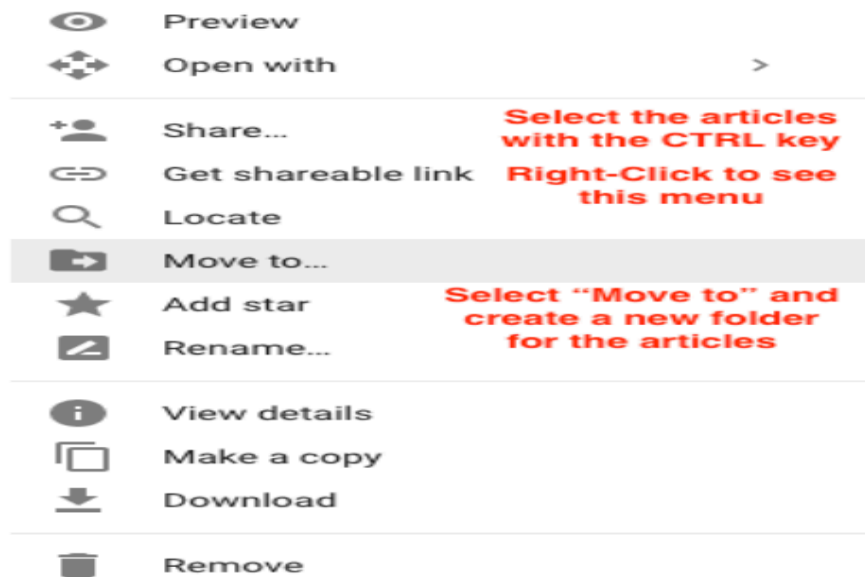 Preview
Open with >
Share...
Select the articles
with the CTRL key
Get shareable link
Right-Click to see
this menu
Locate
Move to...
Add star
Select “Move to” and
create a new folder
for the articles
Rename...
View details
Make a copy
Download
Remove